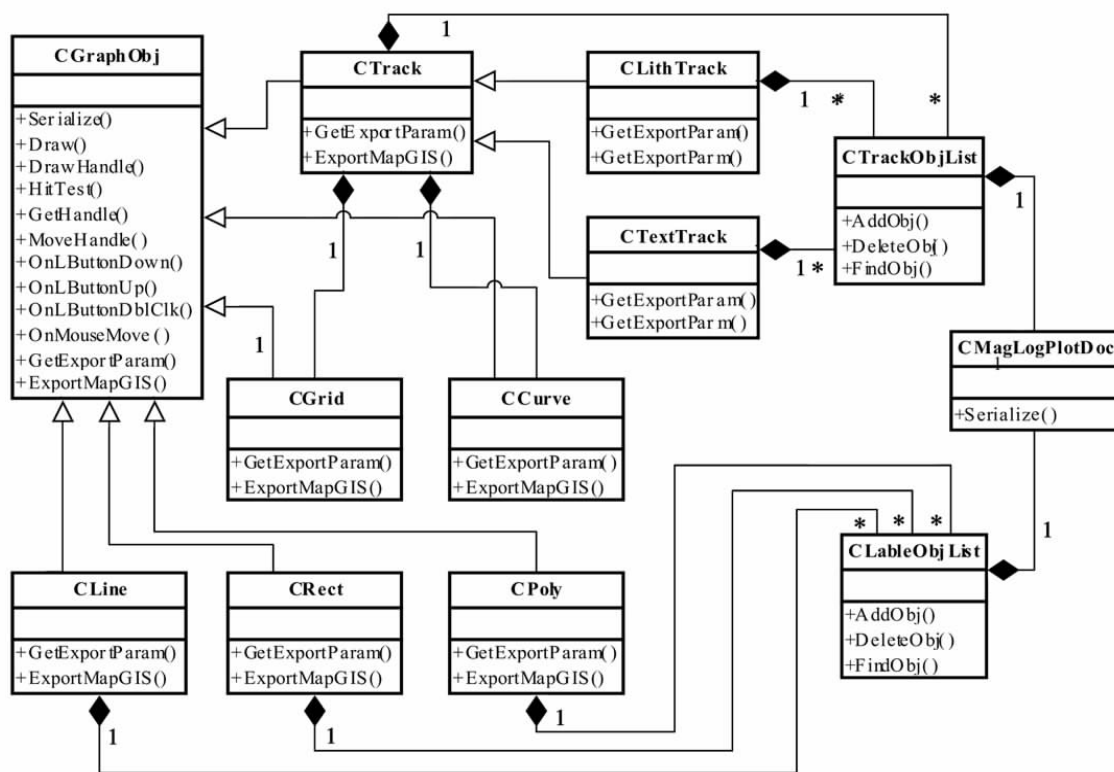 CGraphObj
+Serialize()
+Draw()
+DrawHandle()
+HitTest()
+GetHandle()
+MoveHandle()
+OnLButtonDown()
+OnLButtonUp()
+OnLButtonDblClk()
+OnMouseMove()
+GetExportParam()
+ExportMapGIS()
1
CTrack
+GetExportParam()
+ExportMapGIS()
1
1
1
CLithTrack
+GetExportParam()
+GetExportParm()
1
*
*
CTextTrack
+GetExportParam()
+GetExportParm()
1
*
CTrackObjList
+AddObj()
+DeleteObj()
+FindObj()
1
CMagLogPlotDoc
1
+Serialize()
1
CGrid
+GetExportParam()
+ExportMapGIS()
CCurve
+GetExportParam()
+ExportMapGIS()
*
*
*
CLableObjList
+AddObj()
+DeleteObj()
+FindObj()
CLine
+GetExportParam()
+ExportMapGIS()
1
CRect
+GetExportParam()
+ExportMapGIS()
1
CPoly
+GetExportParam()
+ExportMapGIS()
1